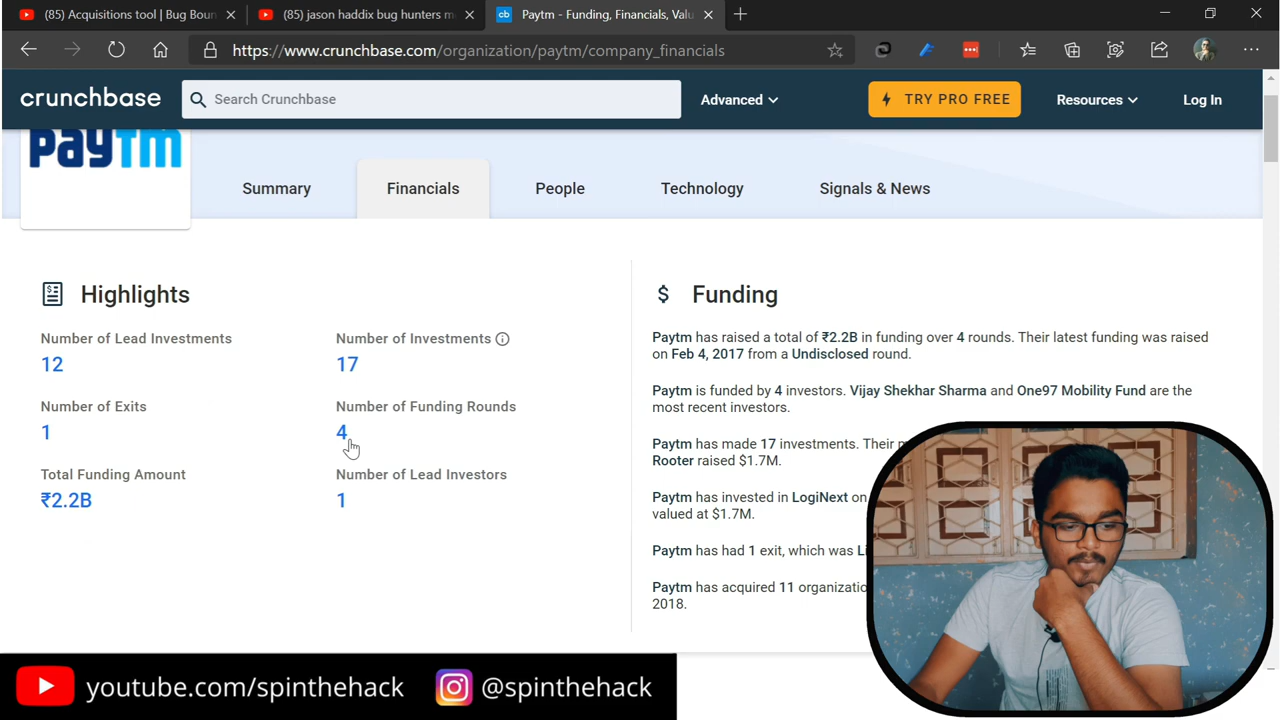 (85) Acquisitions tool | Bug Boun
(85) jason haddix bug hunters m
cb Paytm - Funding, Financials, Valu
https://www.crunchbase.com/organization/paytm/company_financials
crunchbase
Search Crunchbase
Advanced
TRY PRO FREE
Resources
Log In
paytm
Summary
Financials
People
Technology
Signals & News
Highlights
Number of Lead Investments
12
Number of Investments
17
Number of Exits
1
Number of Funding Rounds
4
Total Funding Amount
₹2.2B
Number of Lead Investors
1
$ Funding
Paytm has raised a total of ₹2.2B in funding over 4 rounds. Their latest funding was raised
on Feb 4, 2017 from a Undisclosed round.
Paytm is funded by 4 investors. Vijay Shekhar Sharma and One97 Mobility Fund are the
most recent investors.
Paytm has made 17 investments. Their
Rooter raised $1.7M.
Paytm has invested in LogiNext on
valued at $1.7M.
Paytm has had 1 exit, which was
Paytm has acquired 11 organizatio
2018.
youtube.com/spinthehack
@spinthehack